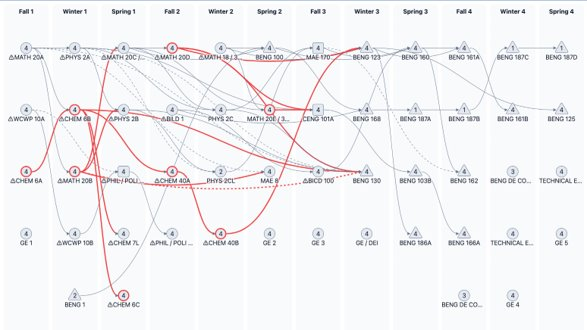 Fall 1 Winter 1 Spring 1 Fall 2 Winter 2 Spring 2 Fall 3 Winter 3 Spring 3 Fall 4 Winter 4 Spring 4
4 4 4 4 4 4 4 4 4 4 1 4
⚠MATH 20A ⚠PHYS 2A ⚠MATH 20C / ⚠MATH 20D ⚠MATH 18 / 3... BENG 100 MAE 170 BENG 123 BENG 160 BENG 161A BENG 187C BENG 187D
4 4 4 4 4 4 4 4 1 1 4 4
⚠WCWP 10A ⚠CHEM 6B ⚠PHYS 2B ⚠BILD 1 PHYS 2C MATH 20E / 3... CENG 101A BENG 168 BENG 187A BENG 187B BENG 161B BENG 125
4 4 4 4 2 4 4 4 4 4 3 4
⚠CHEM 6A ⚠MATH 20B ⚠PHIL / POLI ⚠CHEM 40A PHYS 2CL MAE 8 ⚠BICD 100 BENG 130 BENG 103B BENG 162 BENG DE CO... TECHNICAL E...
4 4 4 4 4 4 4 4 4 4 4 4
GE 1 ⚠WCWP 10B ⚠CHEM 7L ⚠PHIL / POLI ... ⚠CHEM 40B GE 2 GE 3 GE / DEI BENG 186A BENG 166A TECHNICAL E... GE 5
2 4 3 4
BENG 1 ⚠CHEM 6C BENG DE CO... GE 4